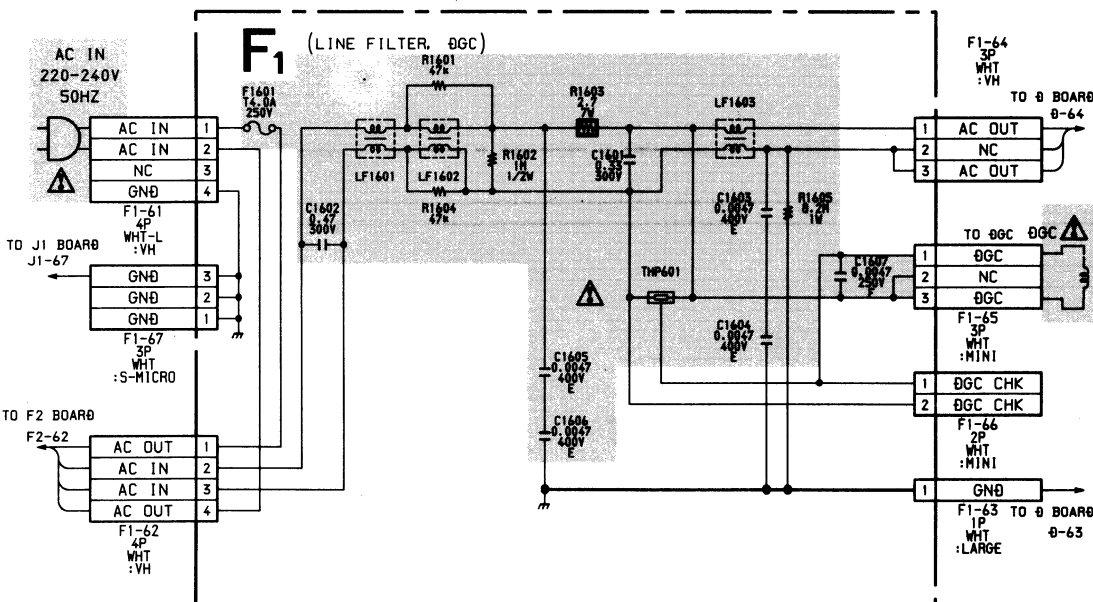 F1 (LINE FILTER, DGC)
AC IN
220-240V
50HZ
F1601
T4.0A
250V
AC IN 1
AC IN 2
NC 3
GND 4
F1-61
4P
WHT-L
:VH
TO J1 BOARD
J1-67
GND 3
GND 2
GND 1
F1-67
3P
WHT
:S-MICRO
TO F2 BOARD
F2-62
AC OUT 1
AC IN 2
AC IN 3
AC OUT 4
F1-62
4P
WHT
:VH
C1602
0.47
300V
LF1601
LF1602
R1601
47k
R1604
47k
R1602
1M
1/2W
R1603
2.7
7W
C1601
0.33
300V
LF1603
C1603
0.0047
400V
E
R1605
8.2M
1W
THP601
C1604
0.0047
400V
E
C1605
0.0047
400V
E
C1606
0.0047
400V
E
C1607
0.0047
250V
F1-64
3P
WHT
:VH
TO D BOARD
D-64
1 AC OUT
2 NC
3 AC OUT
TO DGC DGC
1 DGC
2 NC
3 DGC
F1-65
3P
WHT
:MINI
1 DGC CHK
2 DGC CHK
F1-66
2P
WHT
:MINI
1 GND
F1-63
1P
WHT
:LARGE
TO D BOARD
D-63